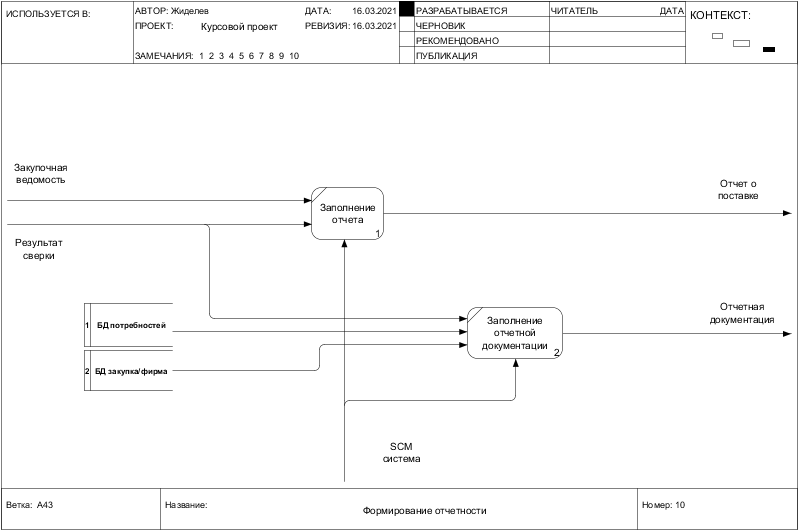 ИСПОЛЬЗУЕТСЯ В:
АВТОР: Жиделев
ДАТА: 16.03.2021
ПРОЕКТ: Курсовой проект
РЕВИЗИЯ: 16.03.2021
ЗАМЕЧАНИЯ: 1 2 3 4 5 6 7 8 9 10
РАЗРАБАТЫВАЕТСЯ
ЧЕРНОВИК
РЕКОМЕНДОВАНО
ПУБЛИКАЦИЯ
ЧИТАТЕЛЬ ДАТА
КОНТЕКСТ:
Закупочная
ведомость
Результат
сверки
Заполнение
отчета
1
Отчет о
поставке
1 БД потребностей
2 БД закупка/фирма
Заполнение
отчетной
документации
2
Отчетная
документация
SCM
система
Ветка: A43
Название:
Формирование отчетности
Номер: 10